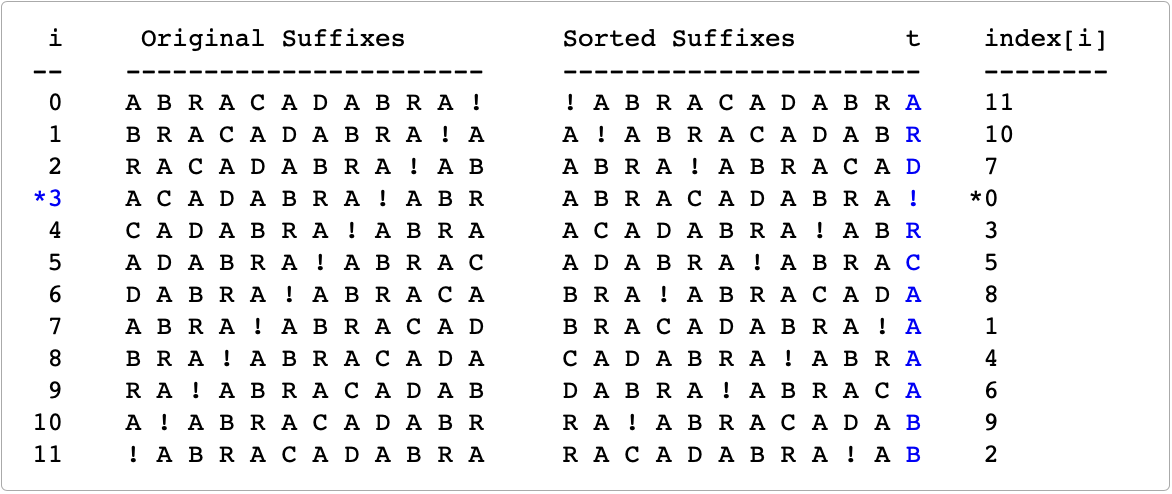 i Original Suffixes Sorted Suffixes t index[i]
-- ----------------------- ----------------------- --------
0 A B R A C A D A B R A ! ! A B R A C A D A B R A 11
1 B R A C A D A B R A ! A A ! A B R A C A D A B R 10
2 R A C A D A B R A ! A B A B R A ! A B R A C A D 7
*3 A C A D A B R A ! A B R A B R A C A D A B R A ! *0
4 C A D A B R A ! A B R A A C A D A B R A ! A B R 3
5 A D A B R A ! A B R A C A D A B R A ! A B R A C 5
6 D A B R A ! A B R A C A B R A ! A B R A C A D A 8
7 A B R A ! A B R A C A D B R A C A D A B R A ! A 1
8 B R A ! A B R A C A D A C A D A B R A ! A B R A 4
9 R A ! A B R A C A D A B D A B R A ! A B R A C A 6
10 A ! A B R A C A D A B R R A ! A B R A C A D A B 9
11 ! A B R A C A D A B R A R A C A D A B R A ! A B 2